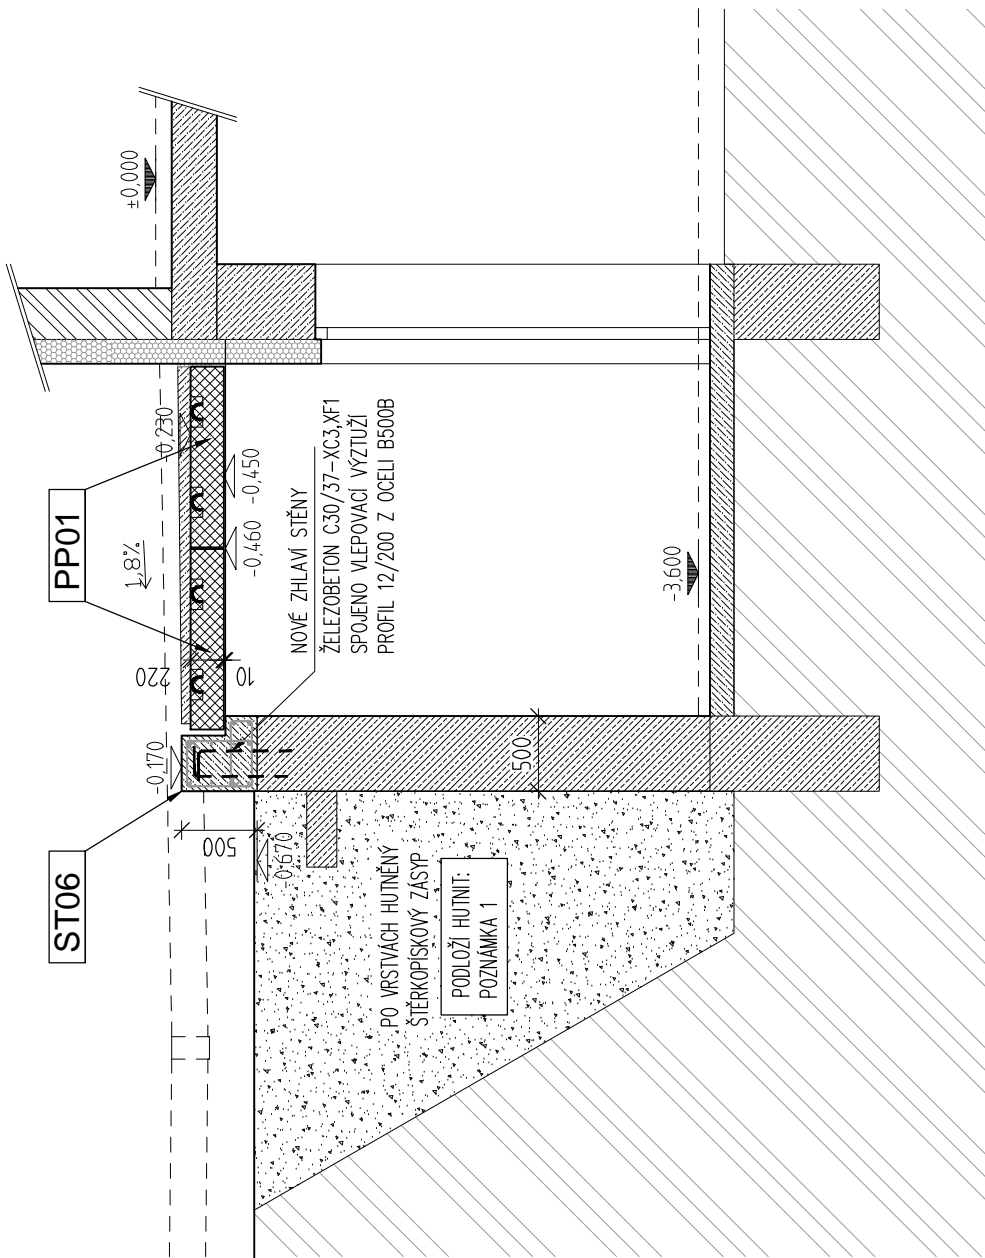 ±0,000
PP01
-0,230
1,8%
-0,450
-0,460
220
10
NOVÉ ZHLAVÍ STĚNY
ŽELEZOBETON C30/37-XC3,XF1
SPOJENO VLEPOVACÍ VÝZTUŽÍ
PROFIL 12/200 Z OCELI B500B
-3,600
-0,170
ST06
500
500
-0,670
PO VRSTVÁCH HUTNĚNÝ
ŠTĚRKOPÍSKOVÝ ZÁSYP
PODLOŽÍ HUTNIT:
POZNÁMKA 1